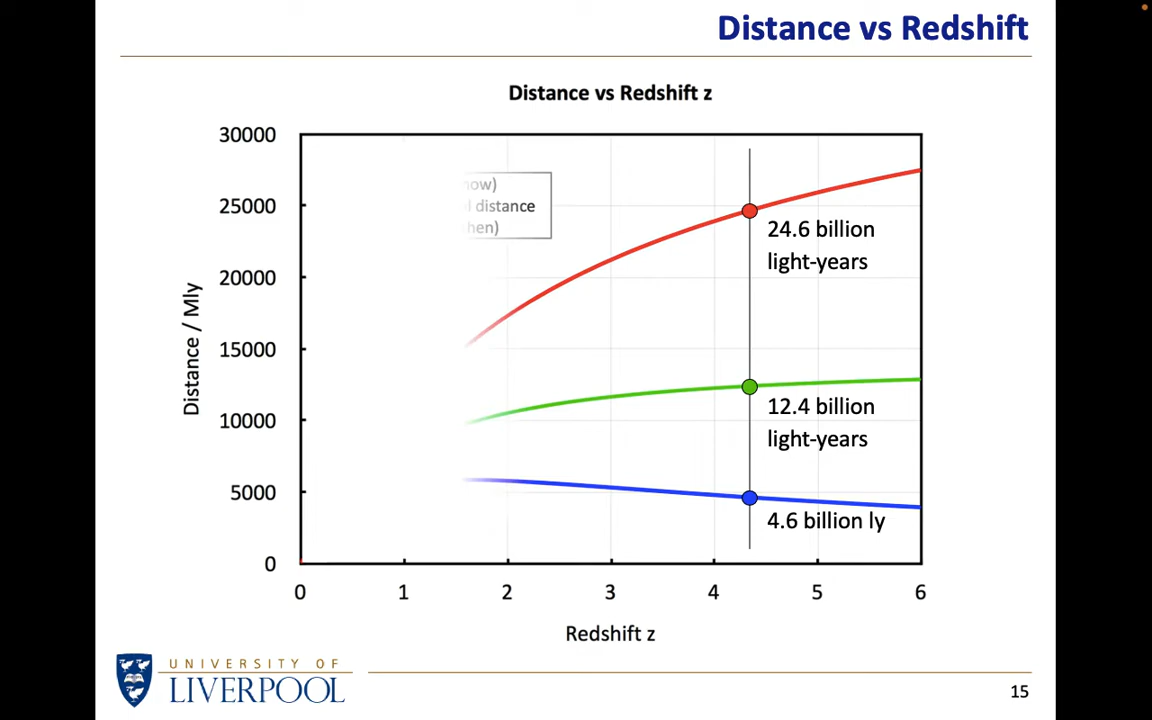 Distance vs Redshift
Distance vs Redshift z
30000
25000
20000
15000
10000
5000
0
Distance / Mly
distance
24.6 billion
light-years
12.4 billion
light-years
4.6 billion ly
0 1 2 3 4 5 6
Redshift z
UNIVERSITY OF
LIVERPOOL
15